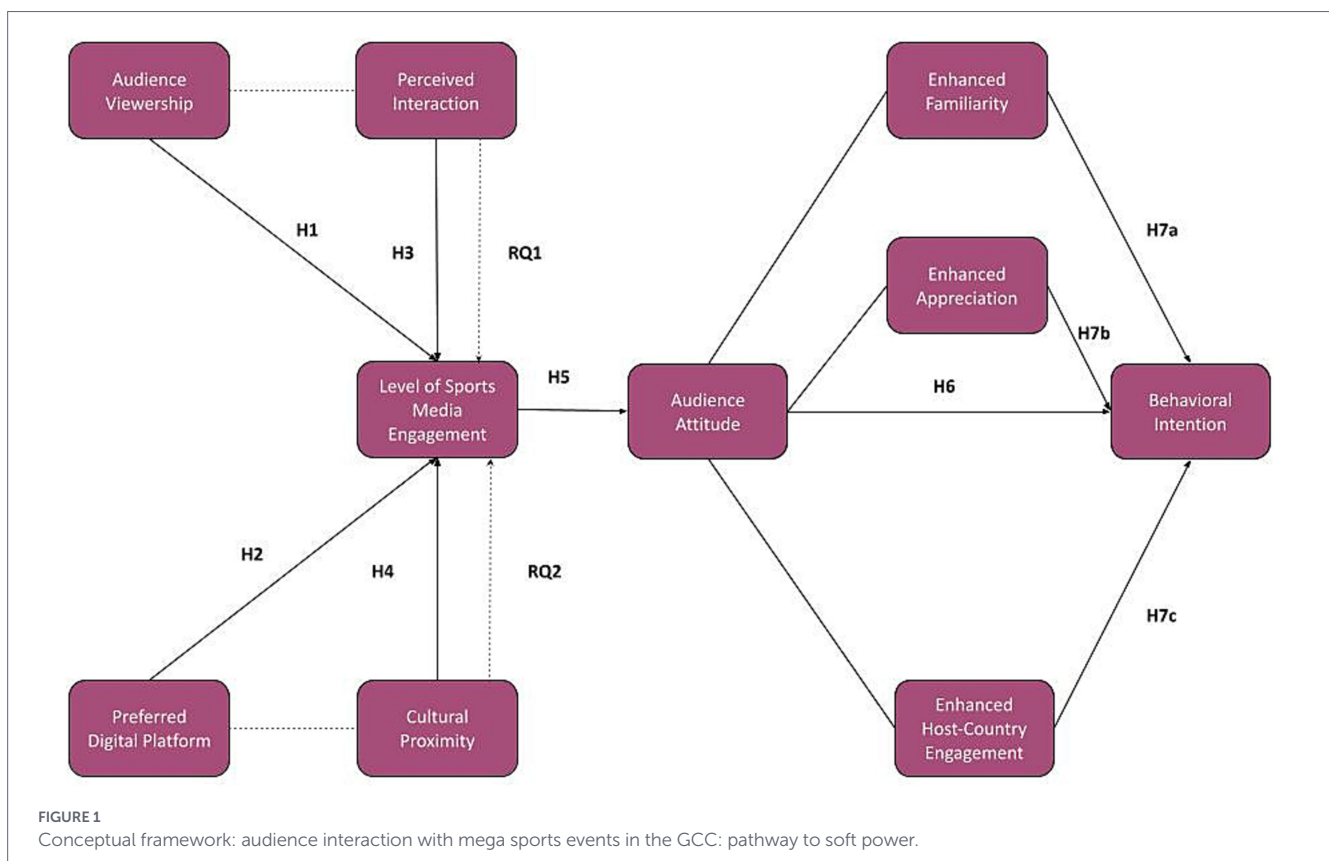 Audience
Viewership
Perceived
Interaction
Enhanced
Familiarity
H1
H3
RQ1
H7a
Enhanced
Appreciation
H7b
Level of Sports
Media
Engagement
H5
Audience
Attitude
H6
Behavioral
Intention
H2
H4
RQ2
H7c
Preferred
Digital Platform
Cultural
Proximity
Enhanced
Host-Country
Engagement
FIGURE 1
Conceptual framework: audience interaction with mega sports events in the GCC: pathway to soft power.